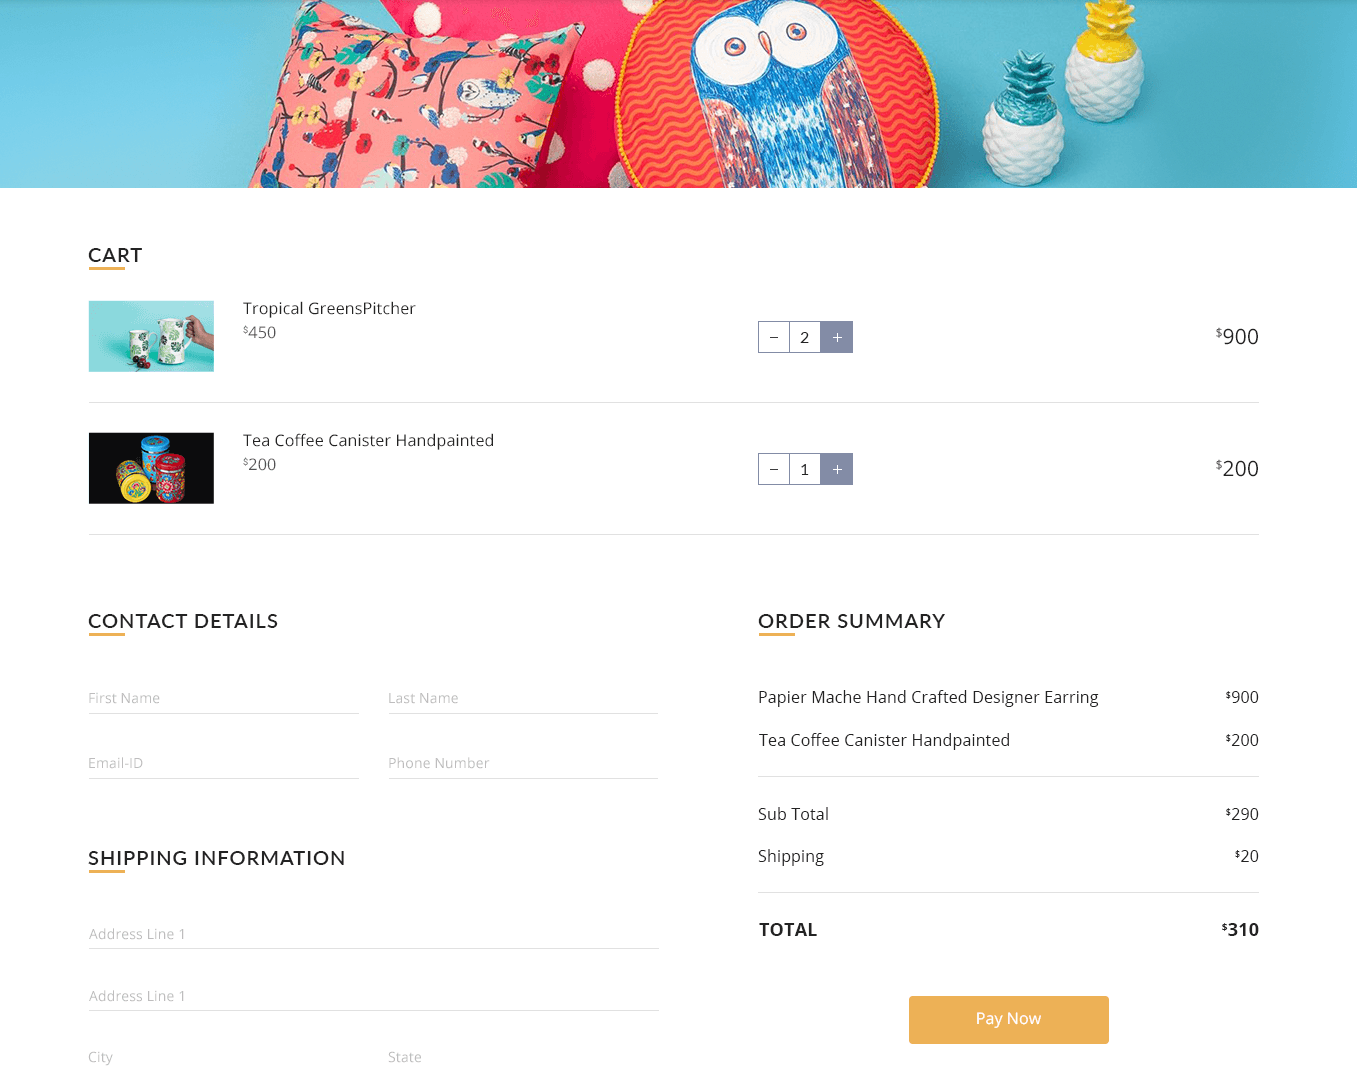 CART
Tropical GreensPitcher
$450
− 2 +
$900
Tea Coffee Canister Handpainted
$200
− 1 +
$200
CONTACT DETAILS
First Name
Last Name
Email-ID
Phone Number
SHIPPING INFORMATION
Address Line 1
Address Line 1
City
State
ORDER SUMMARY
Papier Mache Hand Crafted Designer Earring $900
Tea Coffee Canister Handpainted $200
Sub Total $290
Shipping $20
TOTAL $310
Pay Now